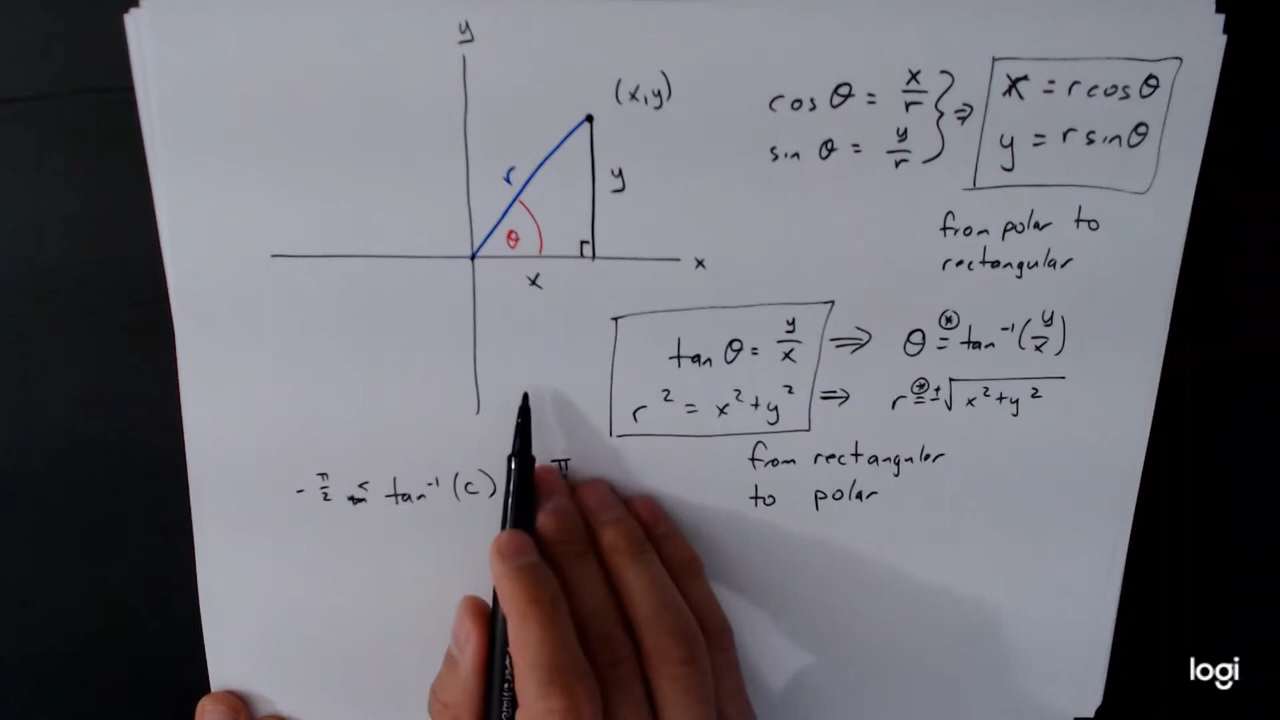 y
(x,y)
r
y
θ
x
x
cos θ = x/r
sin θ = y/r
} ⇒
x = r cos θ
y = r sin θ
from polar to
rectangular
tan θ = y/x ⇒ θ ⊛= tan⁻¹(y/x)
r² = x² + y² ⇒ r ⊛= ±√(x² + y²)
from rectangular
to polar
- π/2 < tan⁻¹(c) π
logi